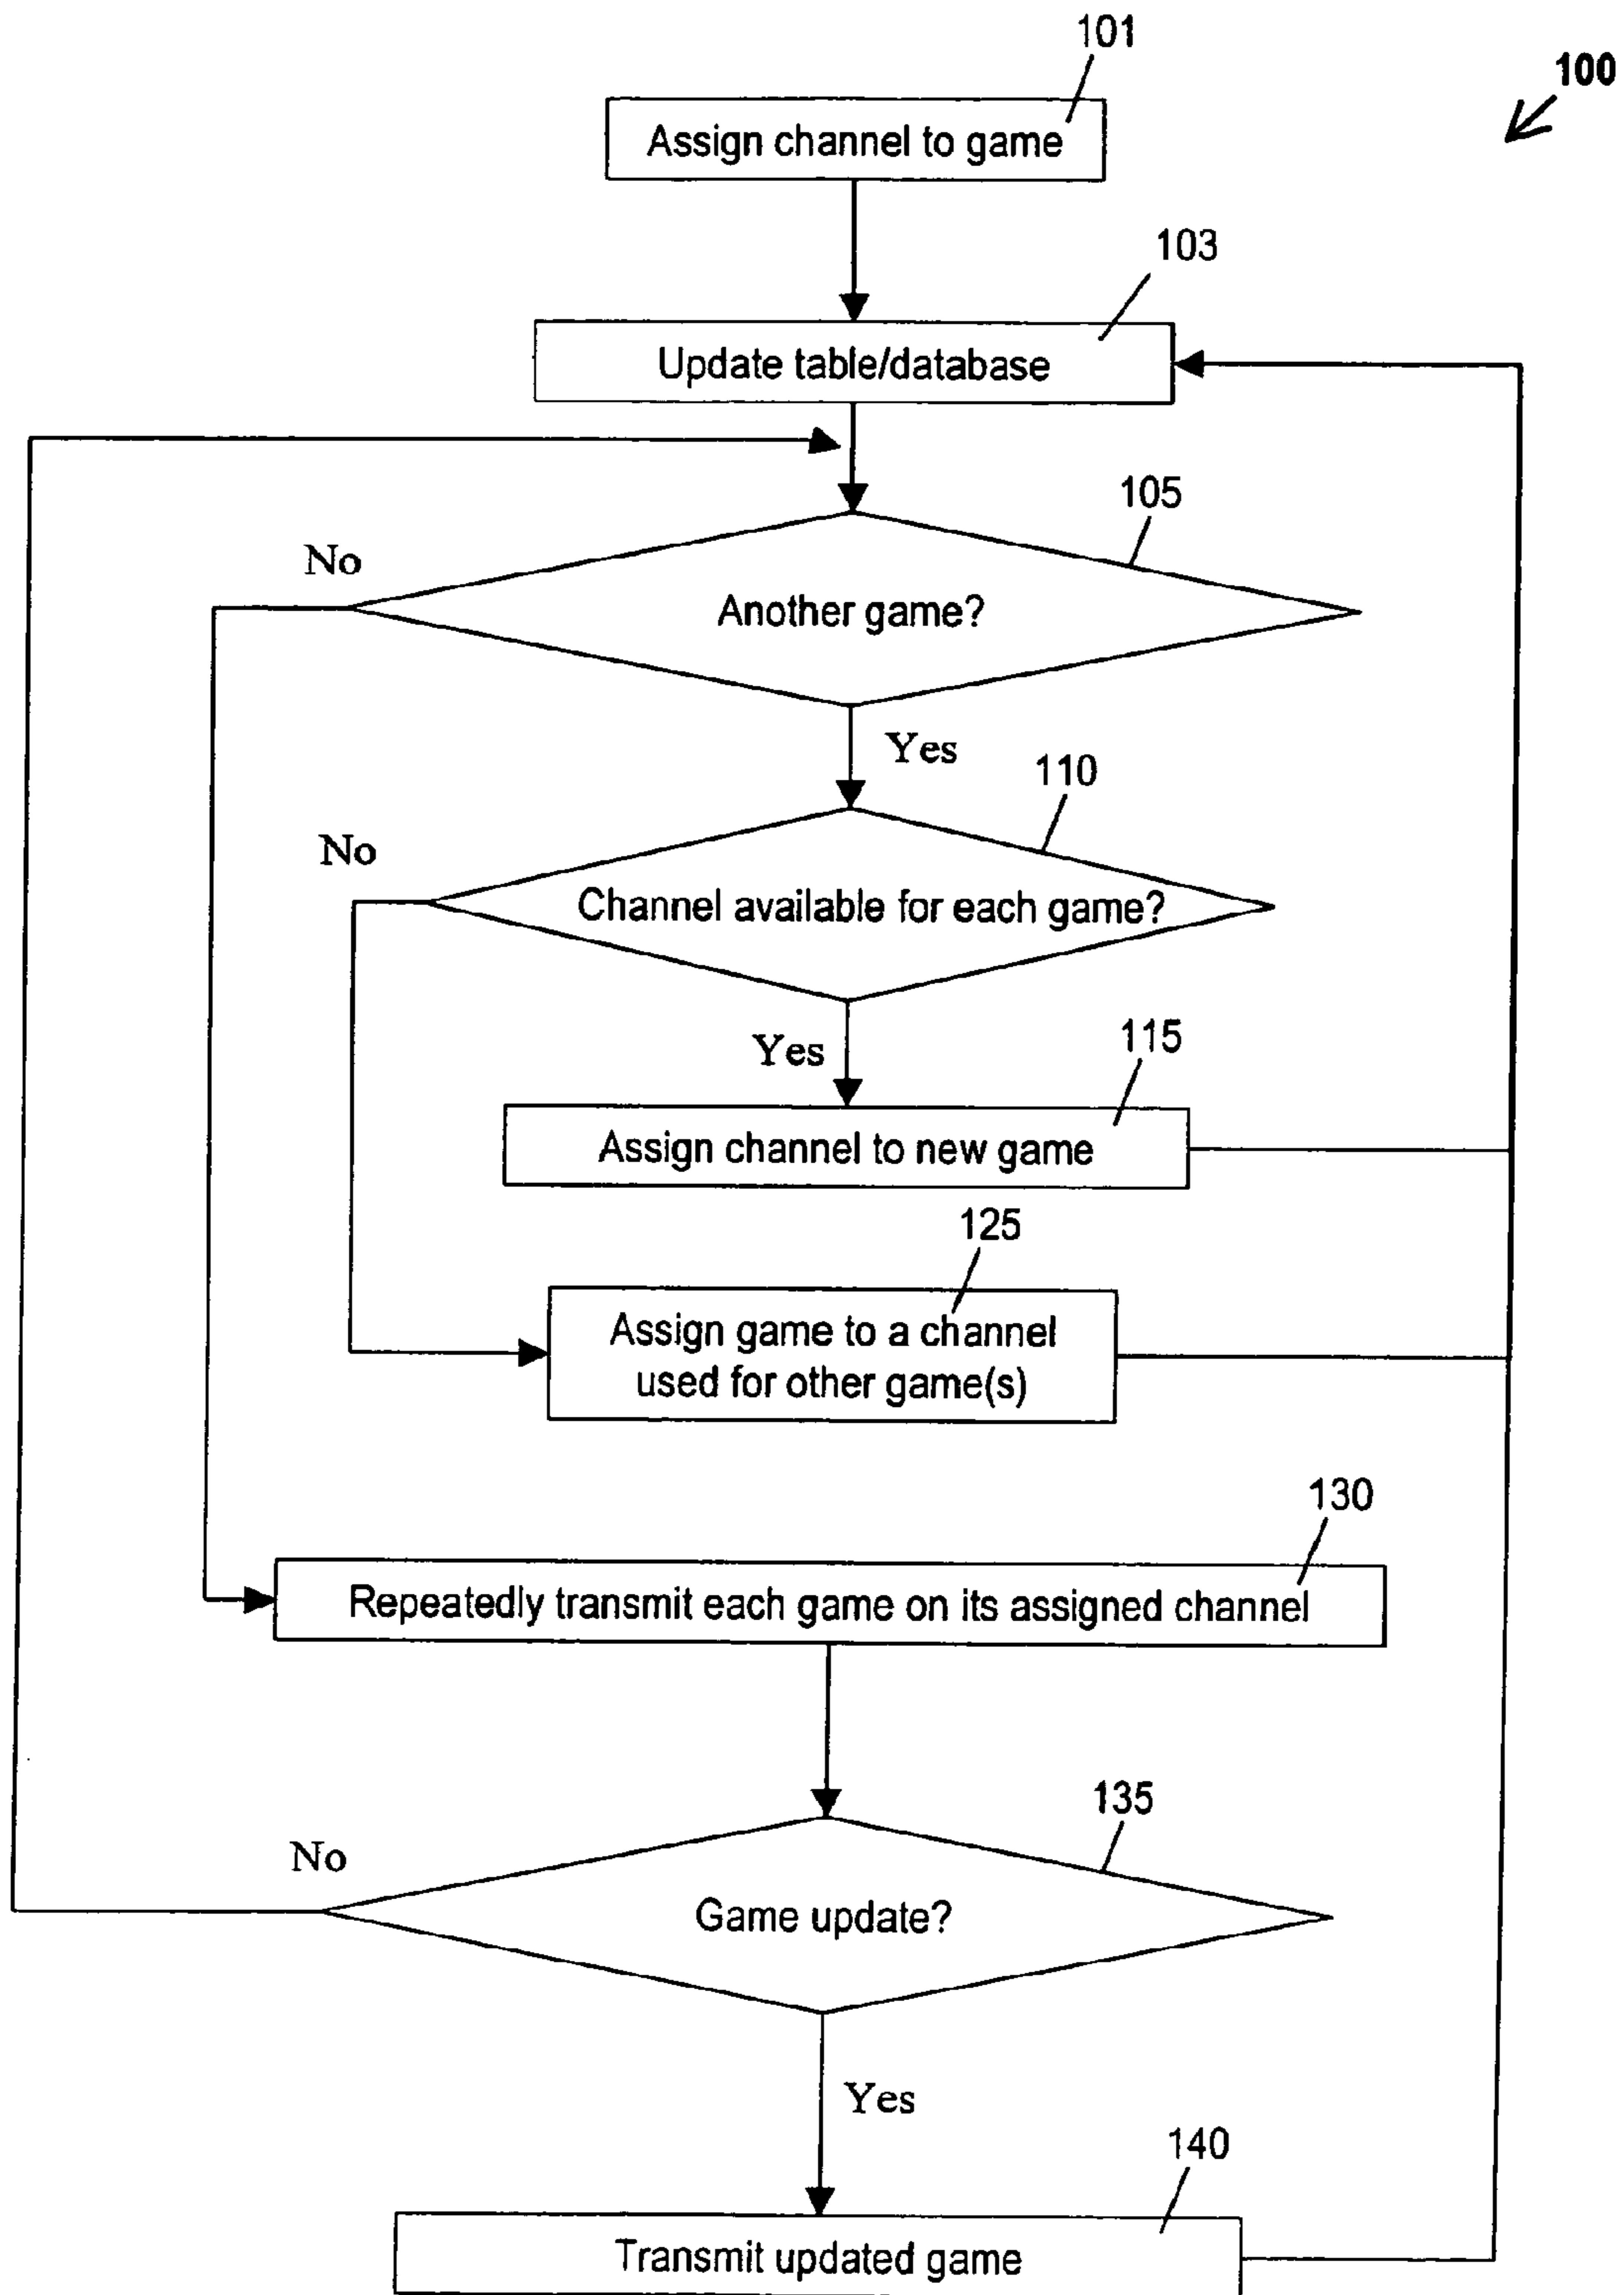 101
100
Assign channel to game
103
Update table/database
105
No
Another game?
Yes
110
No
Channel available for each game?
Yes
115
Assign channel to new game
125
Assign game to a channel
used for other game(s)
130
Repeatedly transmit each game on its assigned channel
135
No
Game update?
Yes
140
Transmit updated game